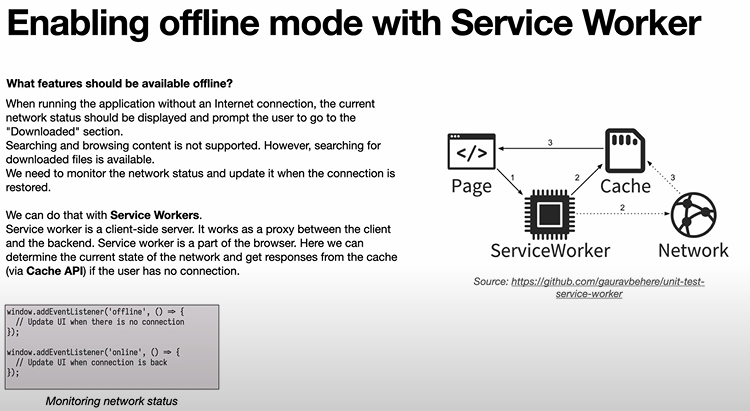 Enabling offline mode with Service Worker
What features should be available offline?
When running the application without an Internet connection, the current
network status should be displayed and prompt the user to go to the
"Downloaded" section.
Searching and browsing content is not supported. However, searching for
downloaded files is available.
We need to monitor the network status and update it when the connection is
restored.
We can do that with Service Workers.
Service worker is a client-side server. It works as a proxy between the client
and the backend. Service worker is a part of the browser. Here we can
determine the current state of the network and get responses from the cache
(via Cache API) if the user has no connection.
window.addEventListener('offline', () => {
// Update UI when there is no connection
});
window.addEventListener('online', () => {
// Update UI when connection is back
});
Monitoring network status
</>
Page
1
3
2
Cache
3
2
ServiceWorker
Network
Source: https://github.com/gauravbehere/unit-test-
service-worker